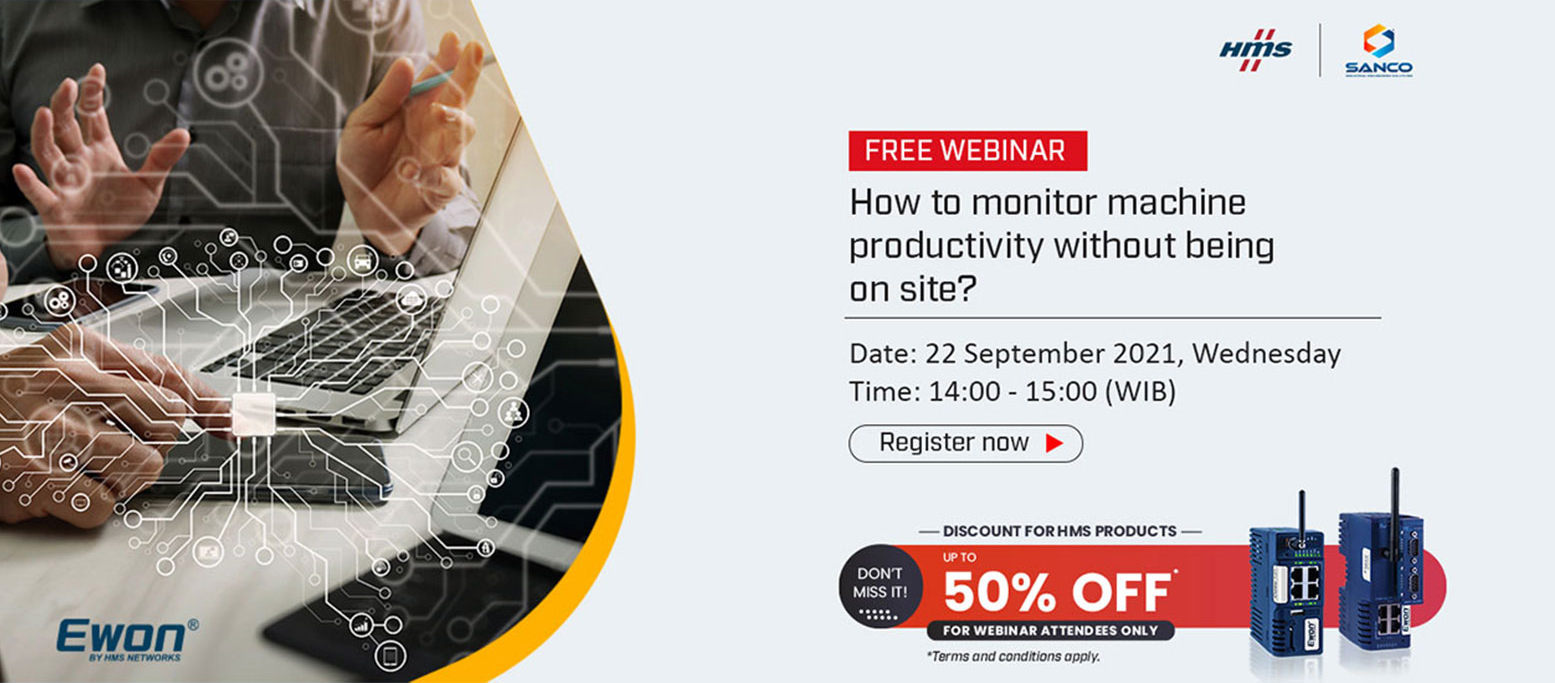 HMS
SANCO
FREE WEBINAR
How to monitor machine
productivity without being
on site?
Date: 22 September 2021, Wednesday
Time: 14:00 - 15:00 (WIB)
Register now
DISCOUNT FOR HMS PRODUCTS
DON'T
MISS IT!
UP TO
50% OFF*
FOR WEBINAR ATTENDEES ONLY
*Terms and conditions apply.
Ewon
Ewon
Ewon®
BY HMS NETWORKS